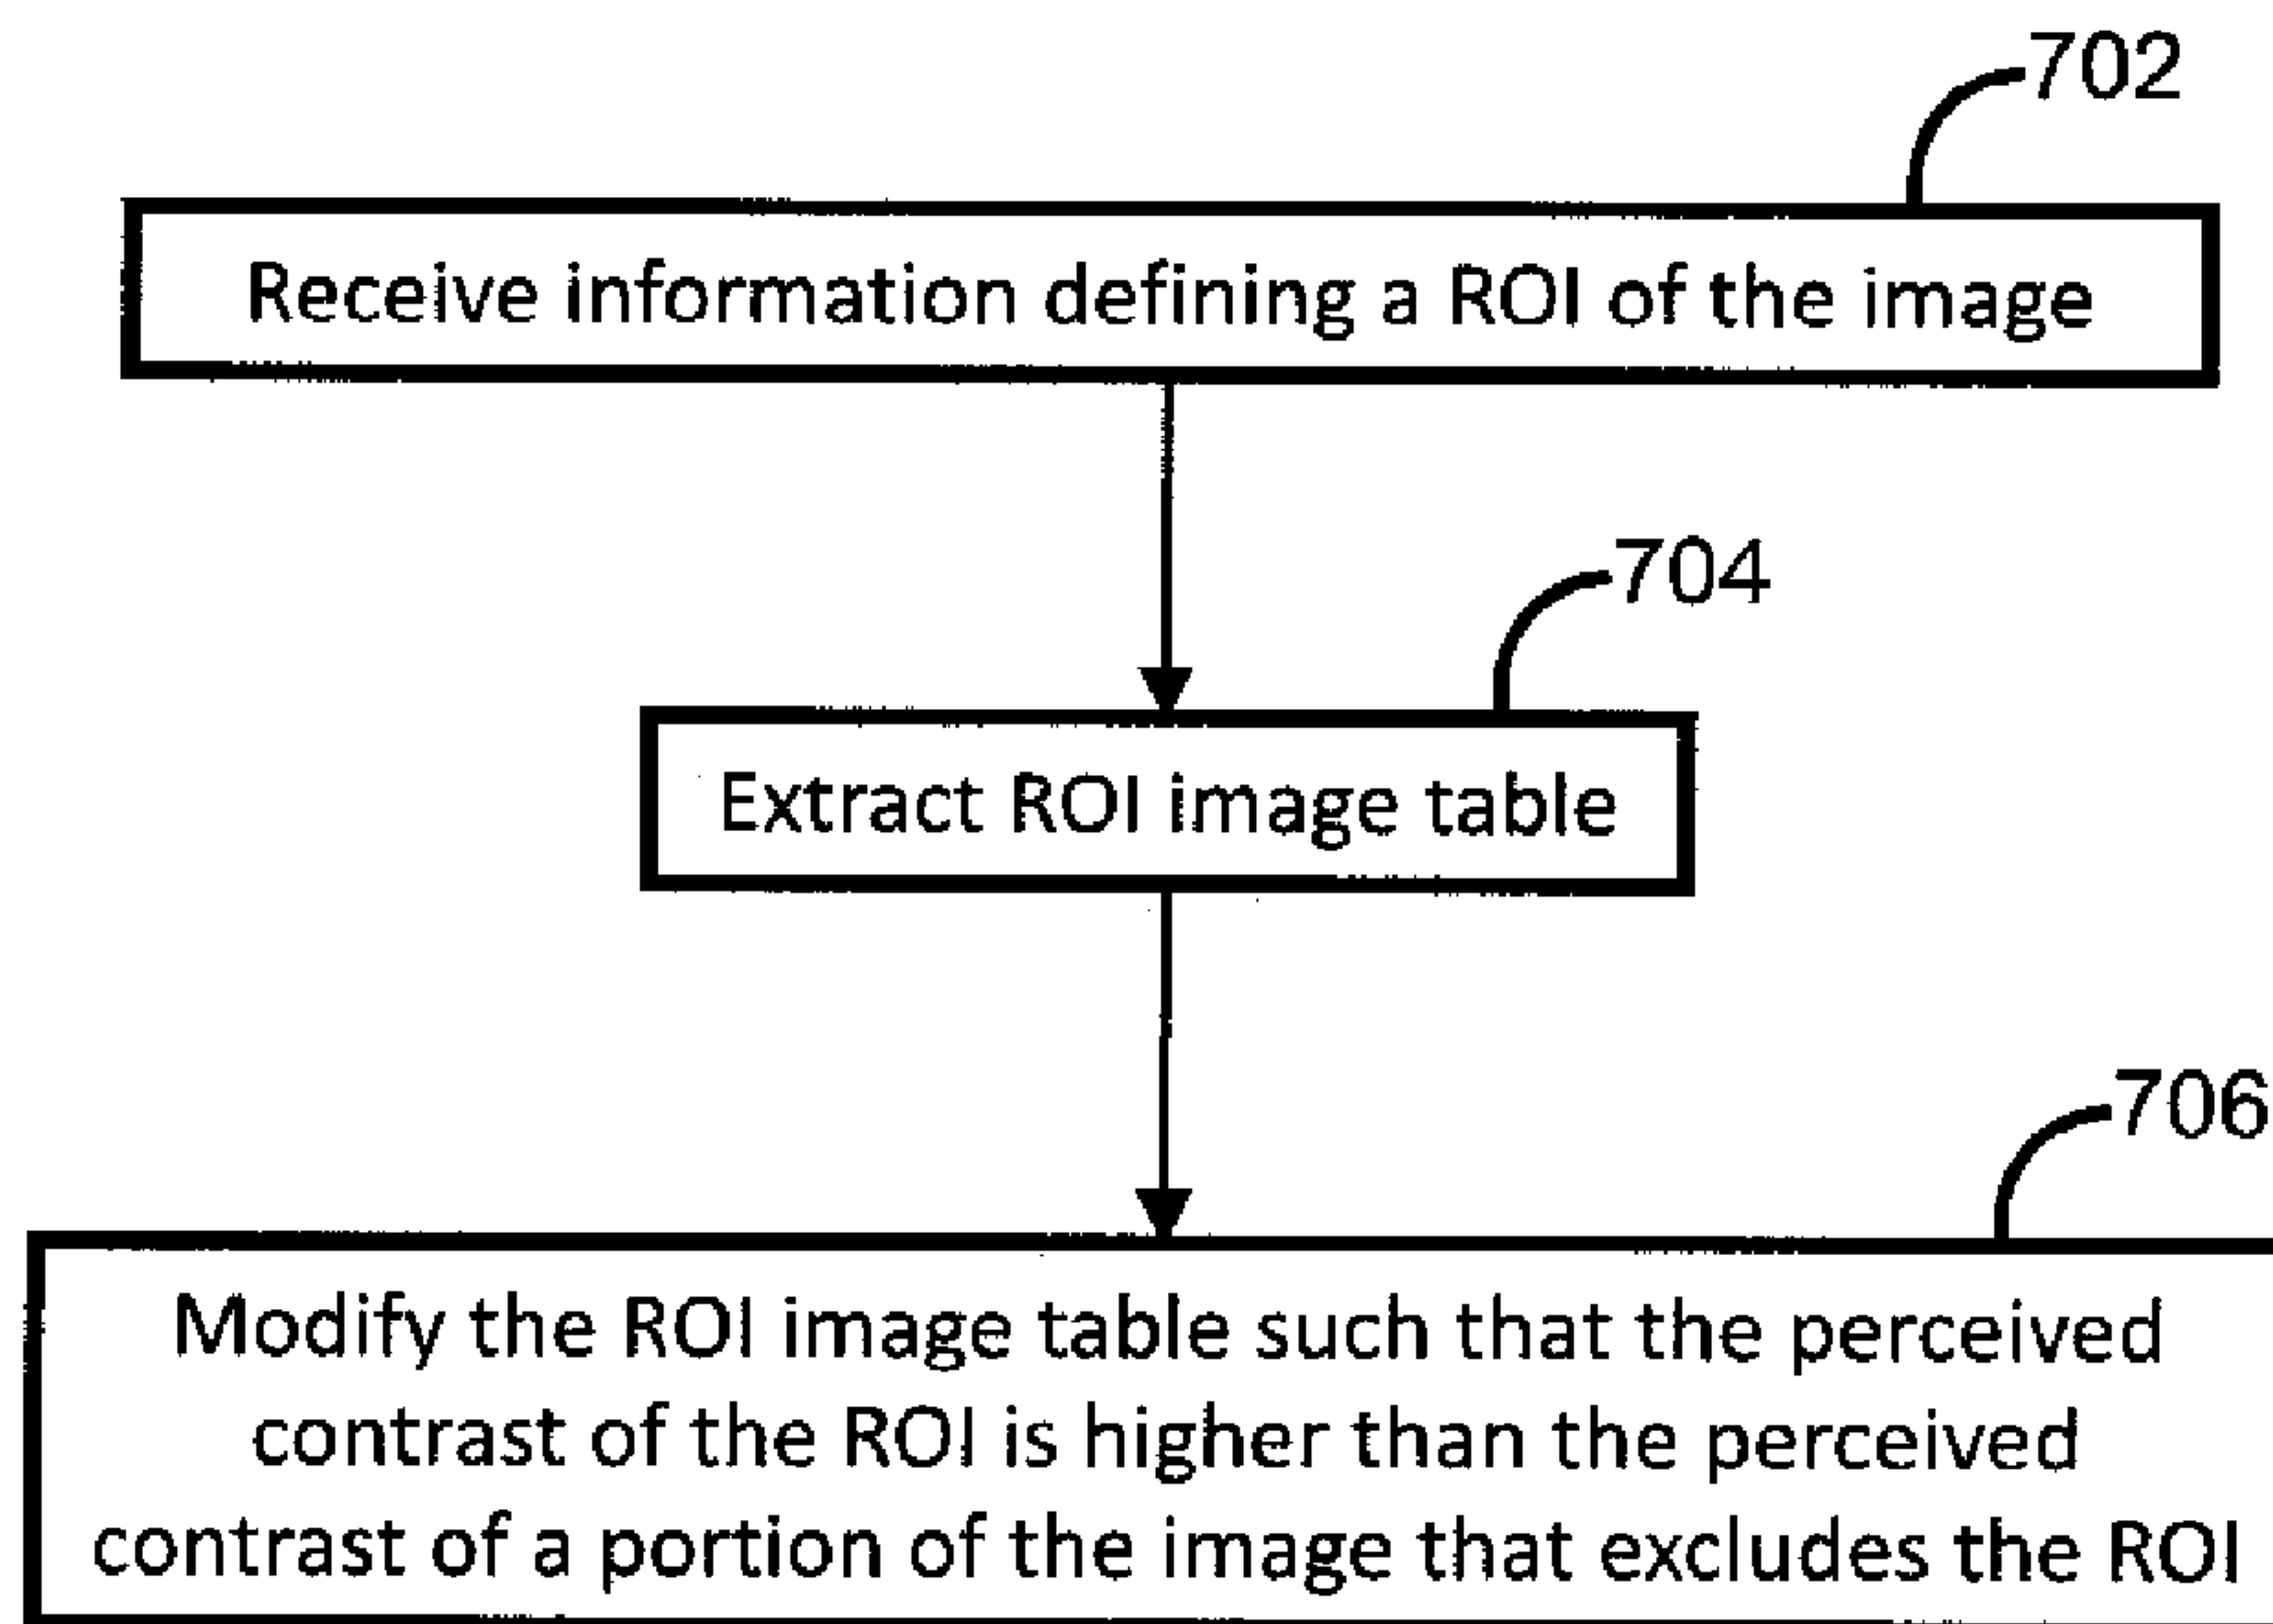 702
Receive information defining a ROI of the image
704
Extract ROI image table
706
Modify the ROI image table such that the perceived
contrast of the ROI is higher than the perceived
contrast of a portion of the image that excludes the ROI